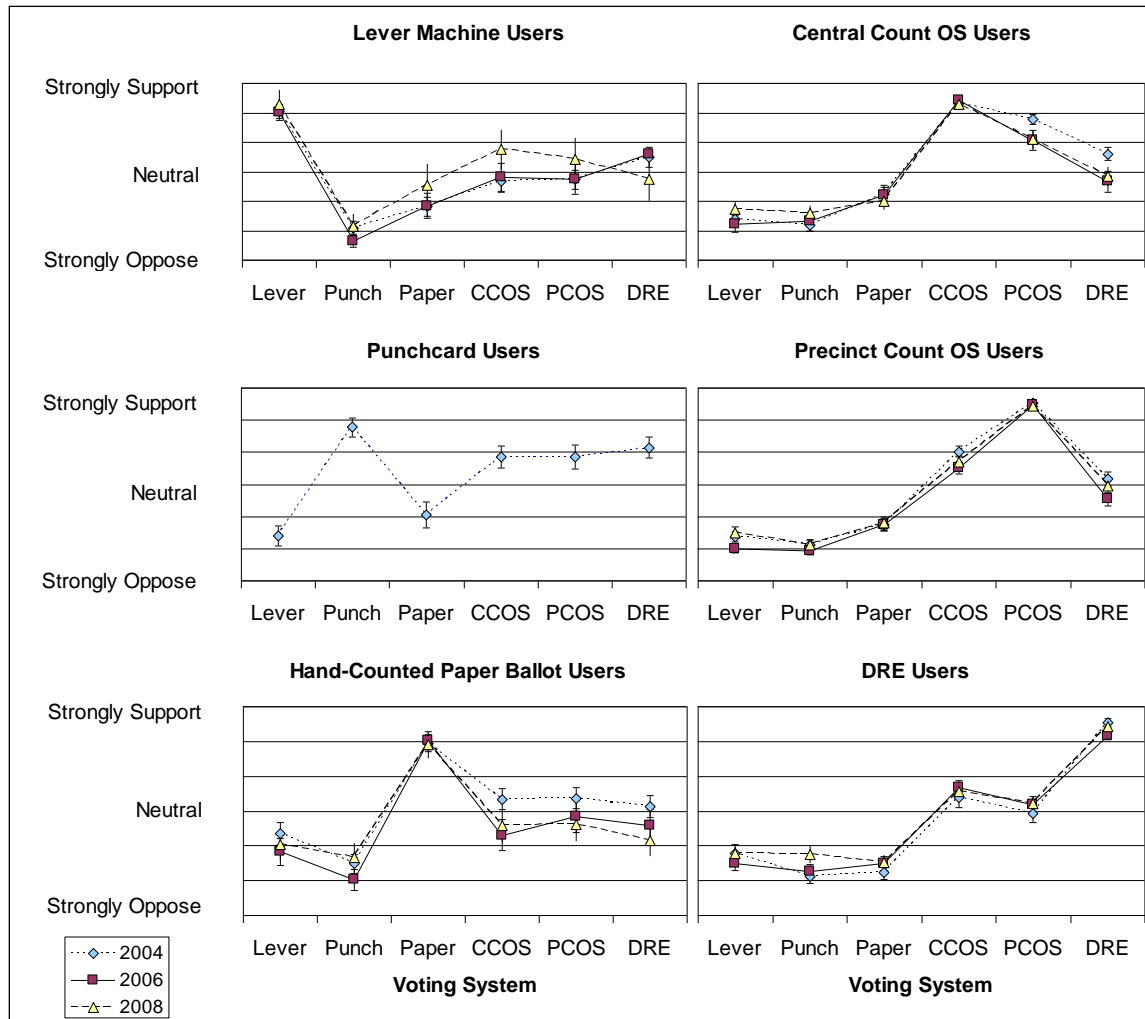 Lever Machine Users
Central Count OS Users
Strongly Support
Neutral
Strongly Oppose
Lever Punch Paper CCOS PCOS DRE
Lever Punch Paper CCOS PCOS DRE
Punchcard Users
Precinct Count OS Users
Strongly Support
Neutral
Strongly Oppose
Lever Punch Paper CCOS PCOS DRE
Lever Punch Paper CCOS PCOS DRE
Hand-Counted Paper Ballot Users
DRE Users
Strongly Support
Neutral
Strongly Oppose
Lever Punch Paper CCOS PCOS DRE
Lever Punch Paper CCOS PCOS DRE
Voting System
Voting System
2004
2006
2008